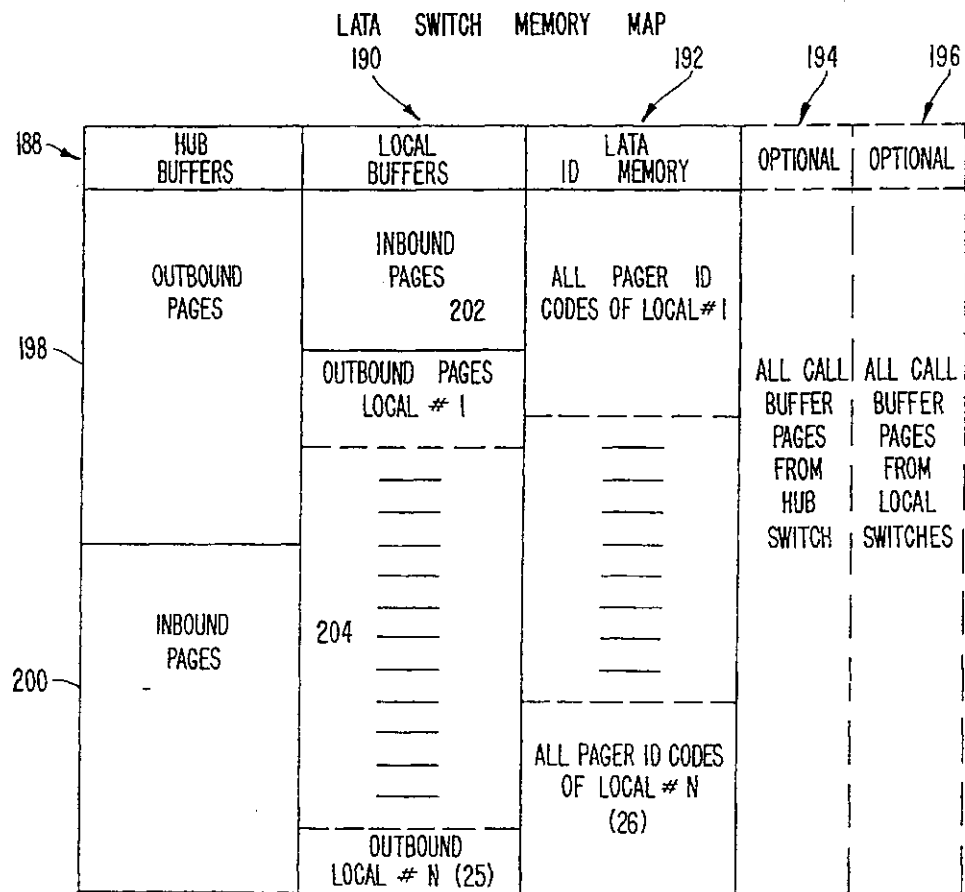 LATA SWITCH MEMORY MAP
190
192
194
196
188
HUB
BUFFERS
LOCAL
BUFFERS
LATA
ID MEMORY
OPTIONAL
OPTIONAL
OUTBOUND
PAGES
198
INBOUND
PAGES
200
INBOUND
PAGES
202
OUTBOUND PAGES
LOCAL # 1
204
OUTBOUND
LOCAL # N (25)
ALL PAGER ID
CODES OF LOCAL # 1
ALL PAGER ID CODES
OF LOCAL # N
(26)
ALL CALL
BUFFER
PAGES
FROM
HUB
SWITCH
ALL CALL
BUFFER
PAGES
FROM
LOCAL
SWITCHES